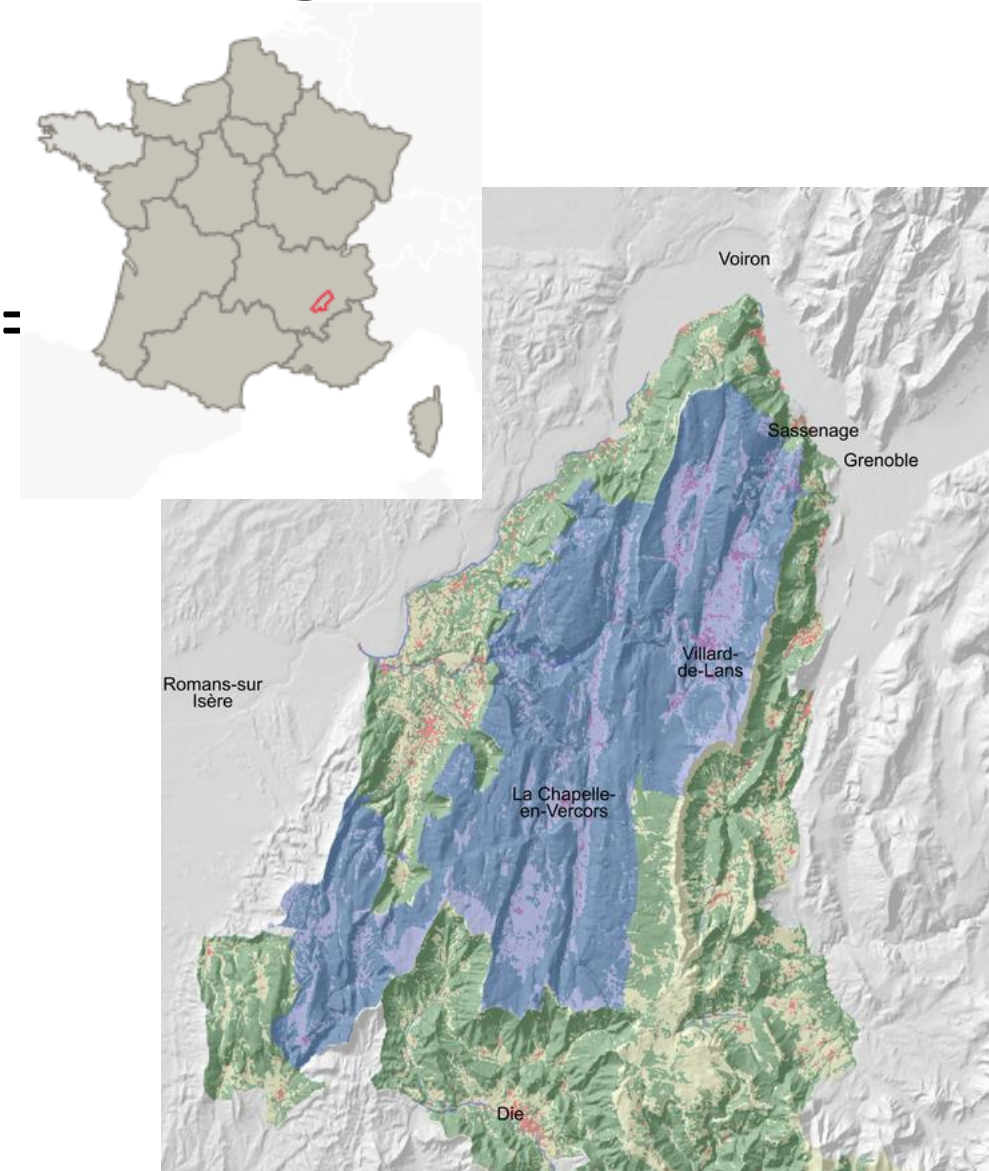 Voiron
Sassenage
Grenoble
Villard-
de-Lans
Romans-sur
Isère
La Chapelle-
en-Vercors
Die